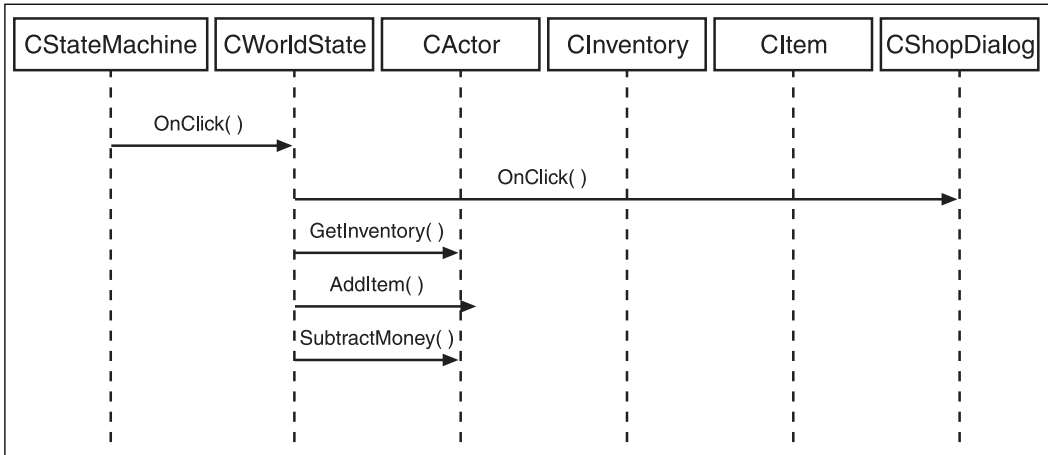 CStateMachine CWorldState CActor CInventory CItem CShopDialog
OnClick( )
OnClick( )
GetInventory( )
AddItem( )
SubtractMoney( )